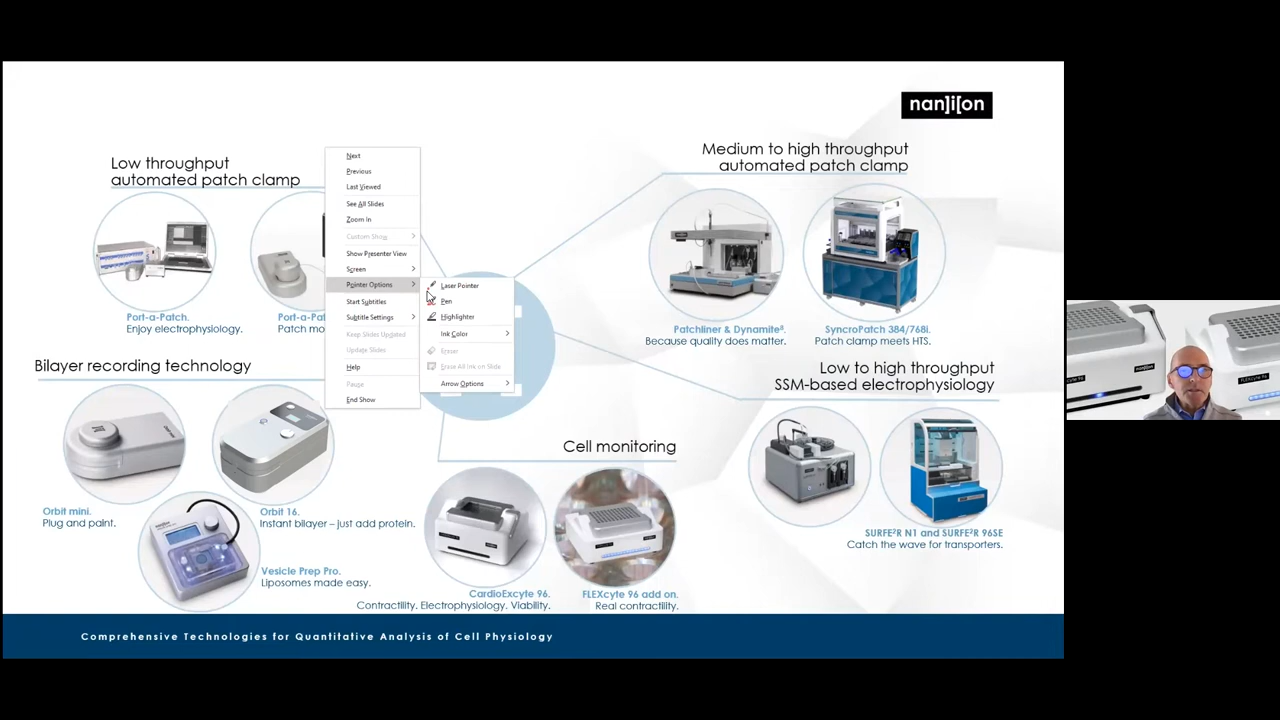 nan]i[on
Low throughput
automated patch clamp
Port-a-Patch.
Enjoy electrophysiology.
Port-a-Pat
Patch mo
Next
Previous
Last Viewed
See All Slides
Zoom In
Custom Show
Show Presenter View
Screen
Pointer Options
Start Subtitles
Subtitle Settings
Keep Slides Updated
Update Slides
Help
Pause
End Show
Laser Pointer
Pen
Highlighter
Ink Color
Eraser
Erase All Ink on Slide
Arrow Options
Medium to high throughput
automated patch clamp
Patchliner & Dynamite⁸.
Because quality does matter.
SyncroPatch 384/768i.
Patch clamp meets HTS.
Bilayer recording technology
Orbit mini.
Plug and paint.
Orbit 16.
Instant bilayer – just add protein.
Vesicle Prep Pro.
Liposomes made easy.
Cell monitoring
CardioExcyte 96.
Contractility. Electrophysiology. Viability.
FLEXcyte 96 add on.
Real contractility.
Low to high throughput
SSM-based electrophysiology
SURFE²R N1 and SURFE²R 96SE
Catch the wave for transporters.
Comprehensive Technologies for Quantitative Analysis of Cell Physiology